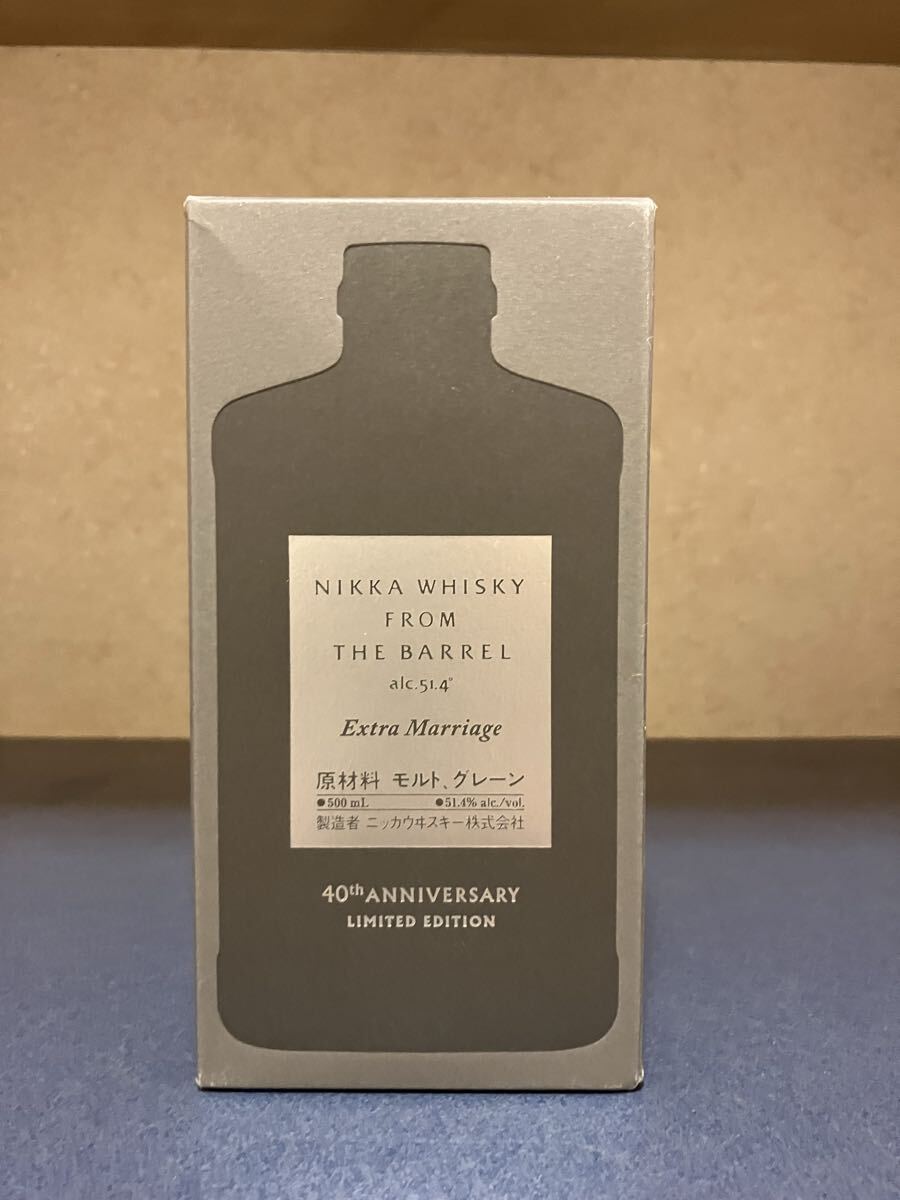 NIKKA WHISKY
FROM
THE BARREL
alc.51.4°
Extra Marriage
原材料 モルト、グレーン
●500 mL ●51.4% alc./vol.
製造者 ニッカウヰスキー株式会社
40th ANNIVERSARY
LIMITED EDITION